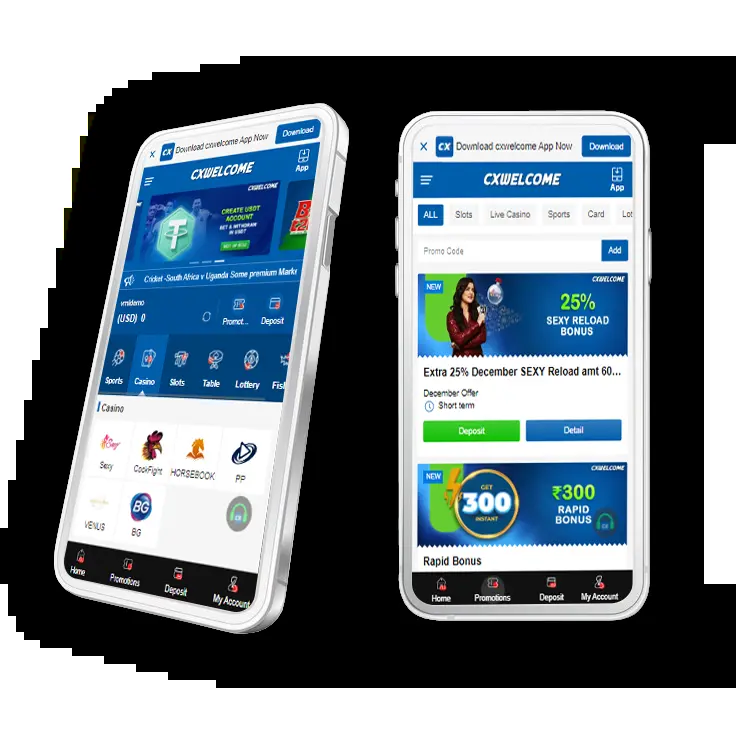 × CX Download cxwelcome App Now Download
CXWELCOME
App
CXWELCOME
CREATE USDT
ACCOUNT
BET & WITHDRAW
IN USDT
Cricket -South Africa v Uganda Some premium Marke
vmldemo
(USD) 0
Promot... Deposit
Sports Casino Slots Table Lottery Fish
Casino
Sexy CockFight HORSEBOOK PP
VENUS BG
BG
Home Promotions Deposit My Account
× CX Download cxwelcome App Now Download
CXWELCOME
App
ALL Slots Live Casino Sports Card Lot
Promo Code Add
NEW
CXWELCOME
25%
SEXY RELOAD
BONUS
Extra 25% December SEXY Reload amt 60...
December Offer
Short term
Deposit Detail
NEW
CXWELCOME
GET
300
INSTANT
₹300
RAPID
BONUS
Rapid Bonus
Home Promotions Deposit My Account